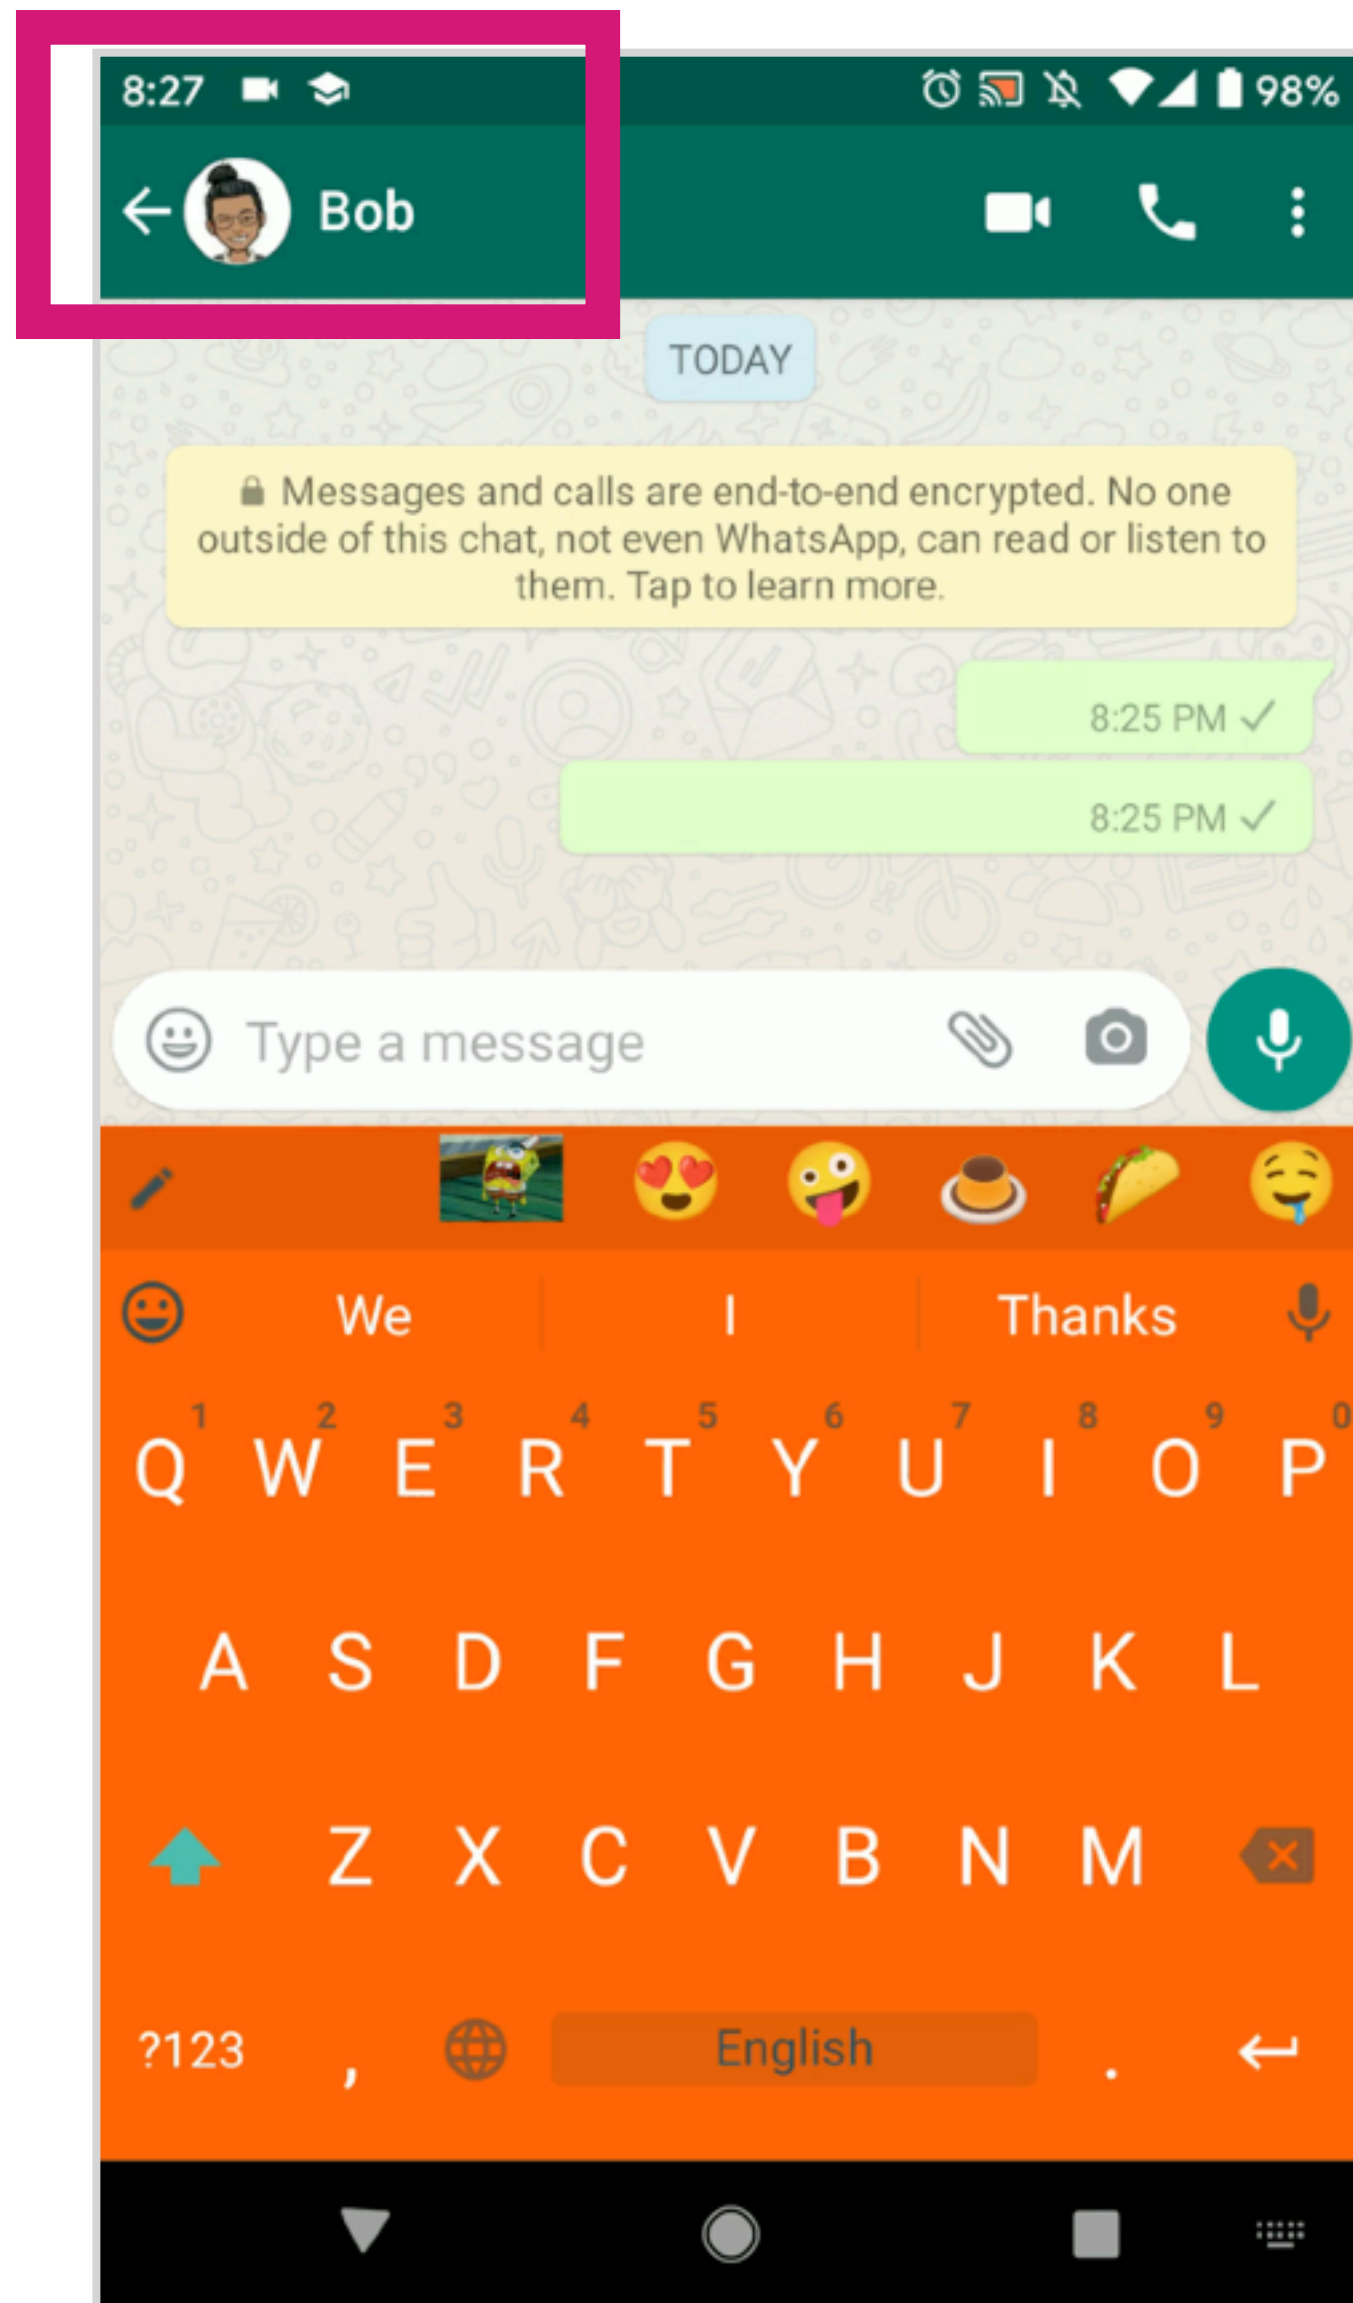 8:27 98%
Bob
TODAY
Messages and calls are end-to-end encrypted. No one
outside of this chat, not even WhatsApp, can read or listen to
them. Tap to learn more.
8:25 PM
8:25 PM
Type a message
We I Thanks
1 2 3 4 5 6 7 8 9 0
Q W E R T Y U I O P
A S D F G H J K L
Z X C V B N M
?123 , English .